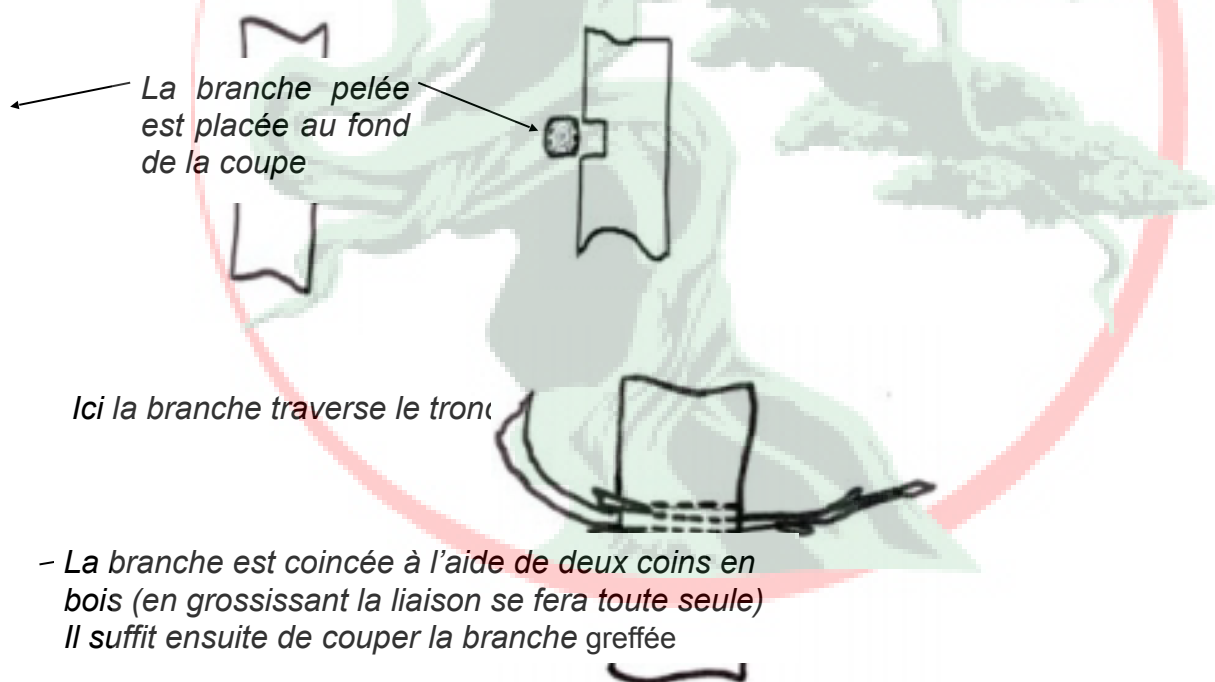 La branche pelée
est placée au fond
de la coupe
Ici la branche traverse le tronc
La branche est coincée à l’aide de deux coins en
bois (en grossissant la liaison se fera toute seule)
Il suffit ensuite de couper la branche greffée